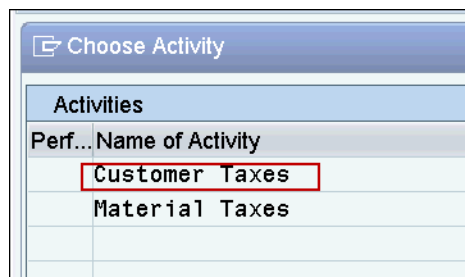 Choose Activity
Activities
Perf... Name of Activity
Customer Taxes
Material Taxes